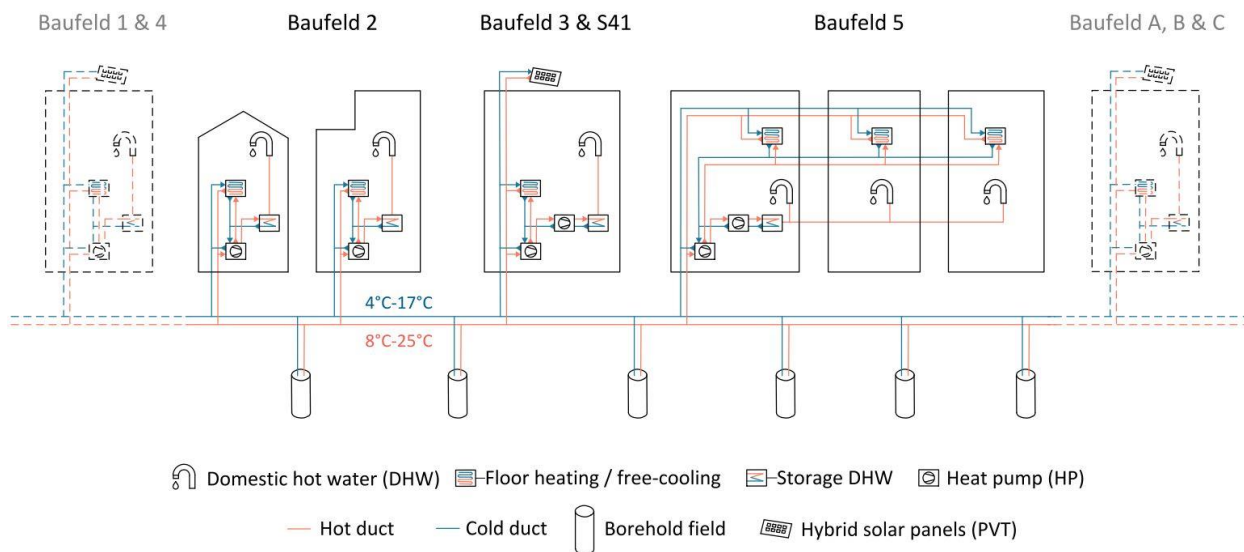 Baufeld 1 & 4
Baufeld 2
Baufeld 3 & S41
Baufeld 5
Baufeld A, B & C
4°C-17°C
8°C-25°C
Domestic hot water (DHW)
Floor heating / free-cooling
Storage DHW
Heat pump (HP)
Hot duct
Cold duct
Borehold field
Hybrid solar panels (PVT)